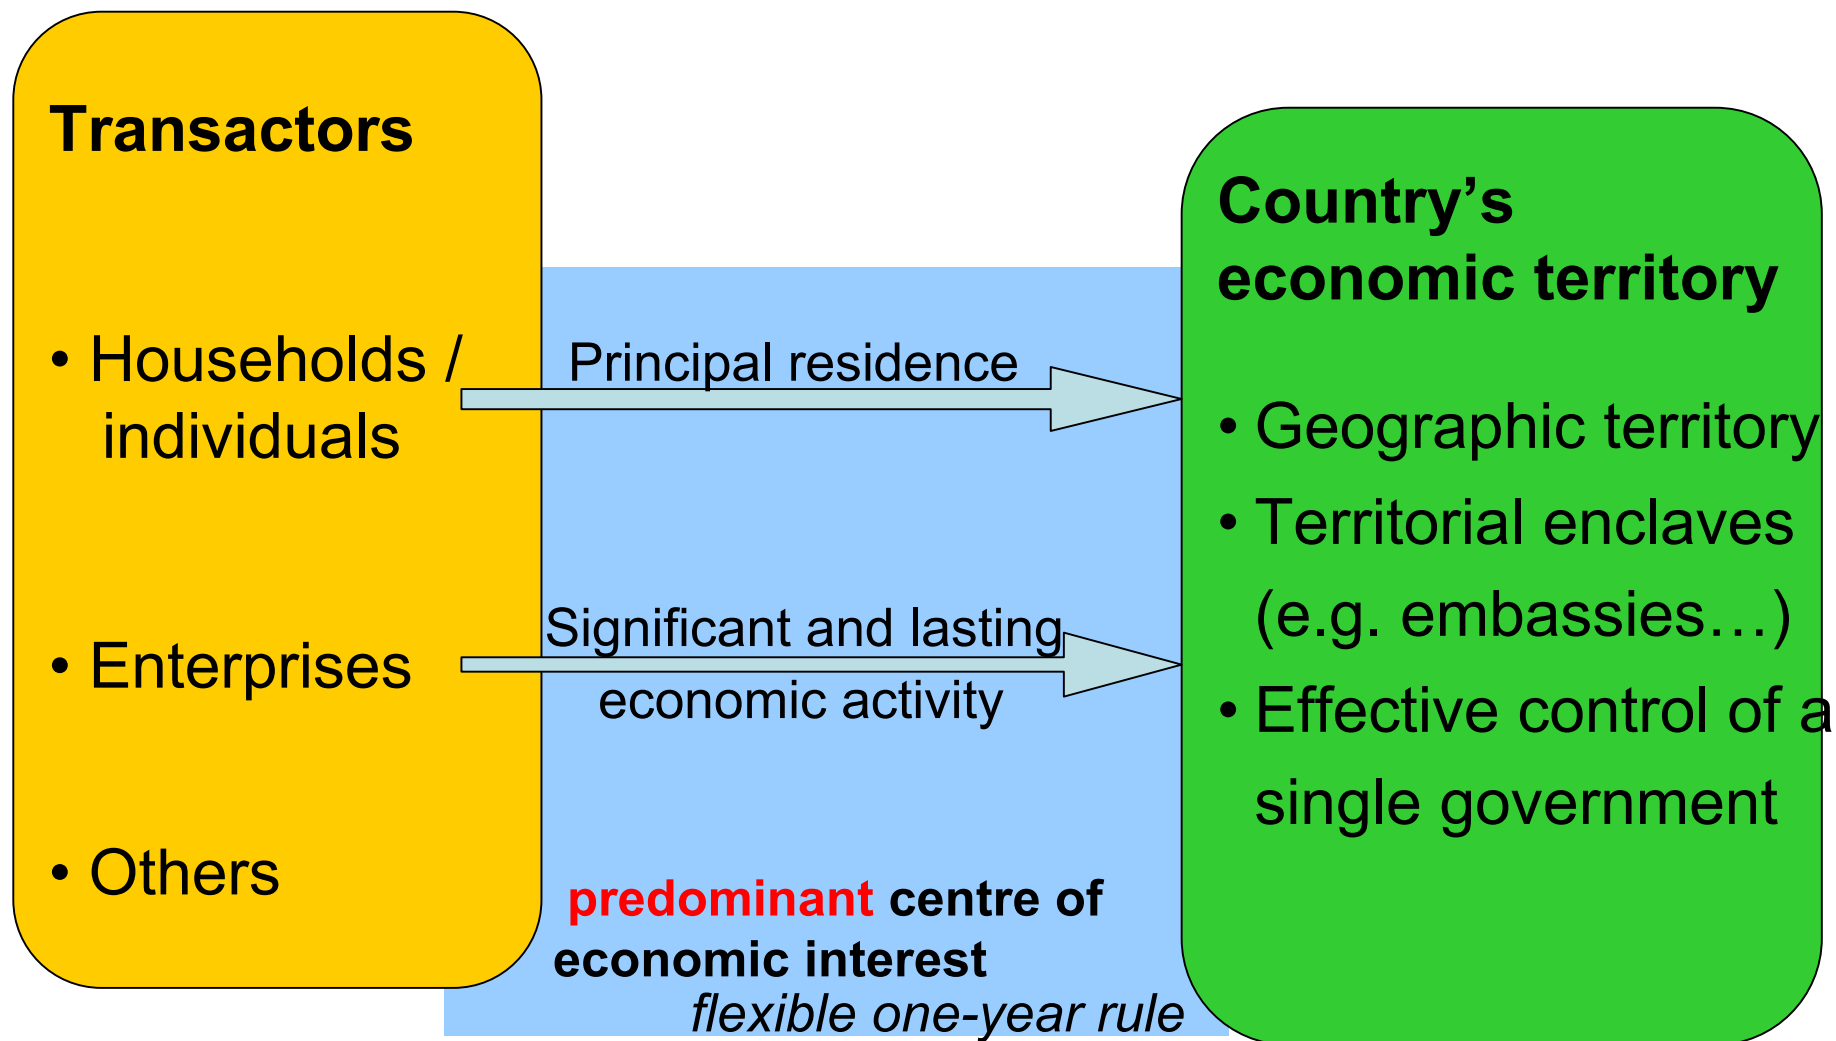 Transactors
• Households /
individuals
• Enterprises
• Others
Principal residence
Significant and lasting
economic activity
predominant centre of
economic interest
flexible one-year rule
Country’s
economic territory
• Geographic territory
• Territorial enclaves
(e.g. embassies…)
• Effective control of a
single government